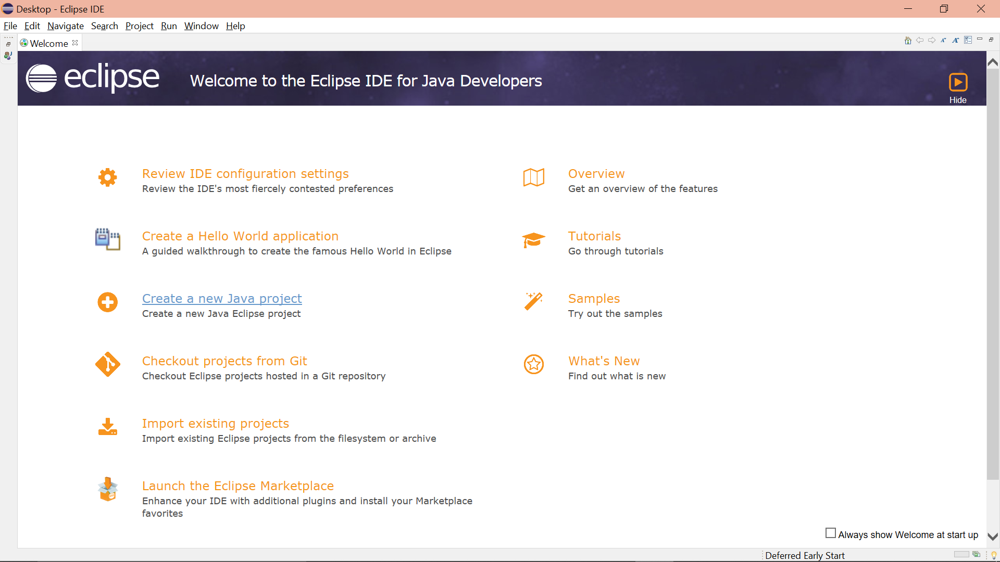 Desktop - Eclipse IDE
File Edit Navigate Search Project Run Window Help
Welcome
eclipse
Welcome to the Eclipse IDE for Java Developers
Hide
Review IDE configuration settings
Review the IDE's most fiercely contested preferences
Overview
Get an overview of the features
Create a Hello World application
A guided walkthrough to create the famous Hello World in Eclipse
Tutorials
Go through tutorials
Create a new Java project
Create a new Java Eclipse project
Samples
Try out the samples
Checkout projects from Git
Checkout Eclipse projects hosted in a Git repository
What's New
Find out what is new
Import existing projects
Import existing Eclipse projects from the filesystem or archive
Launch the Eclipse Marketplace
Enhance your IDE with additional plugins and install your Marketplace
favorites
Always show Welcome at start up
Deferred Early Start